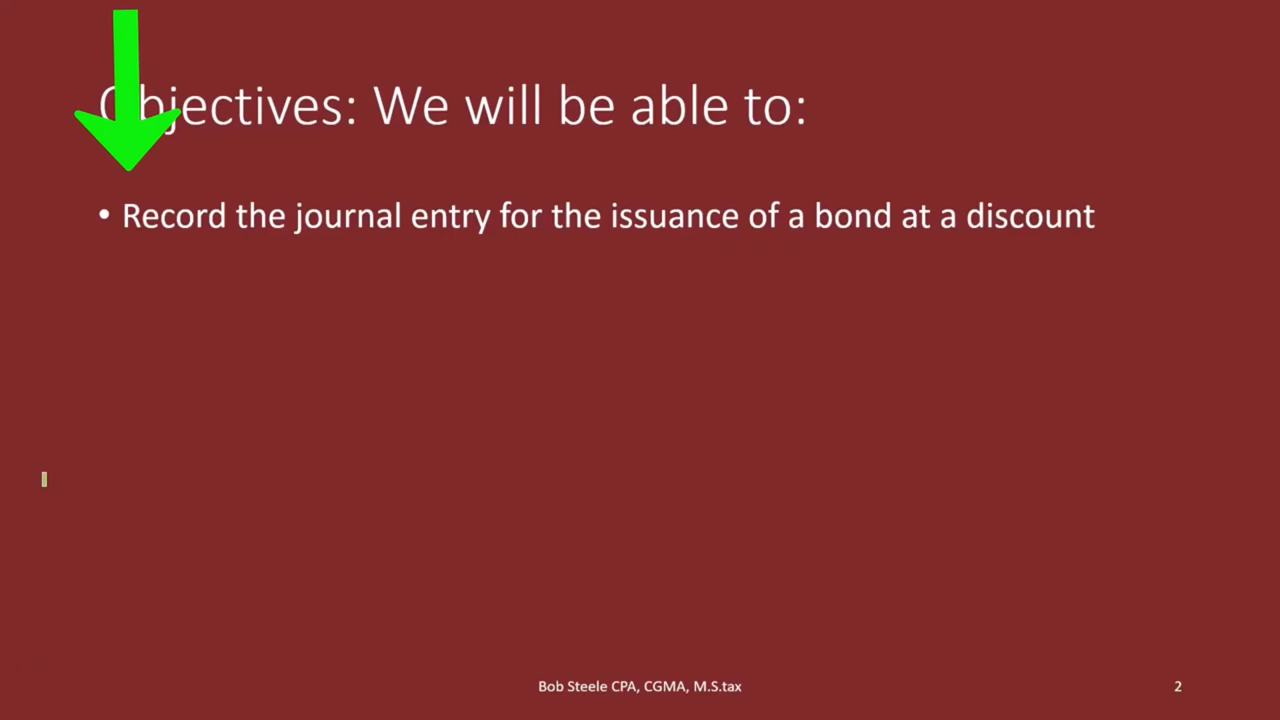 Objectives: We will be able to:
• Record the journal entry for the issuance of a bond at a discount
Bob Steele CPA, CGMA, M.S.tax
2